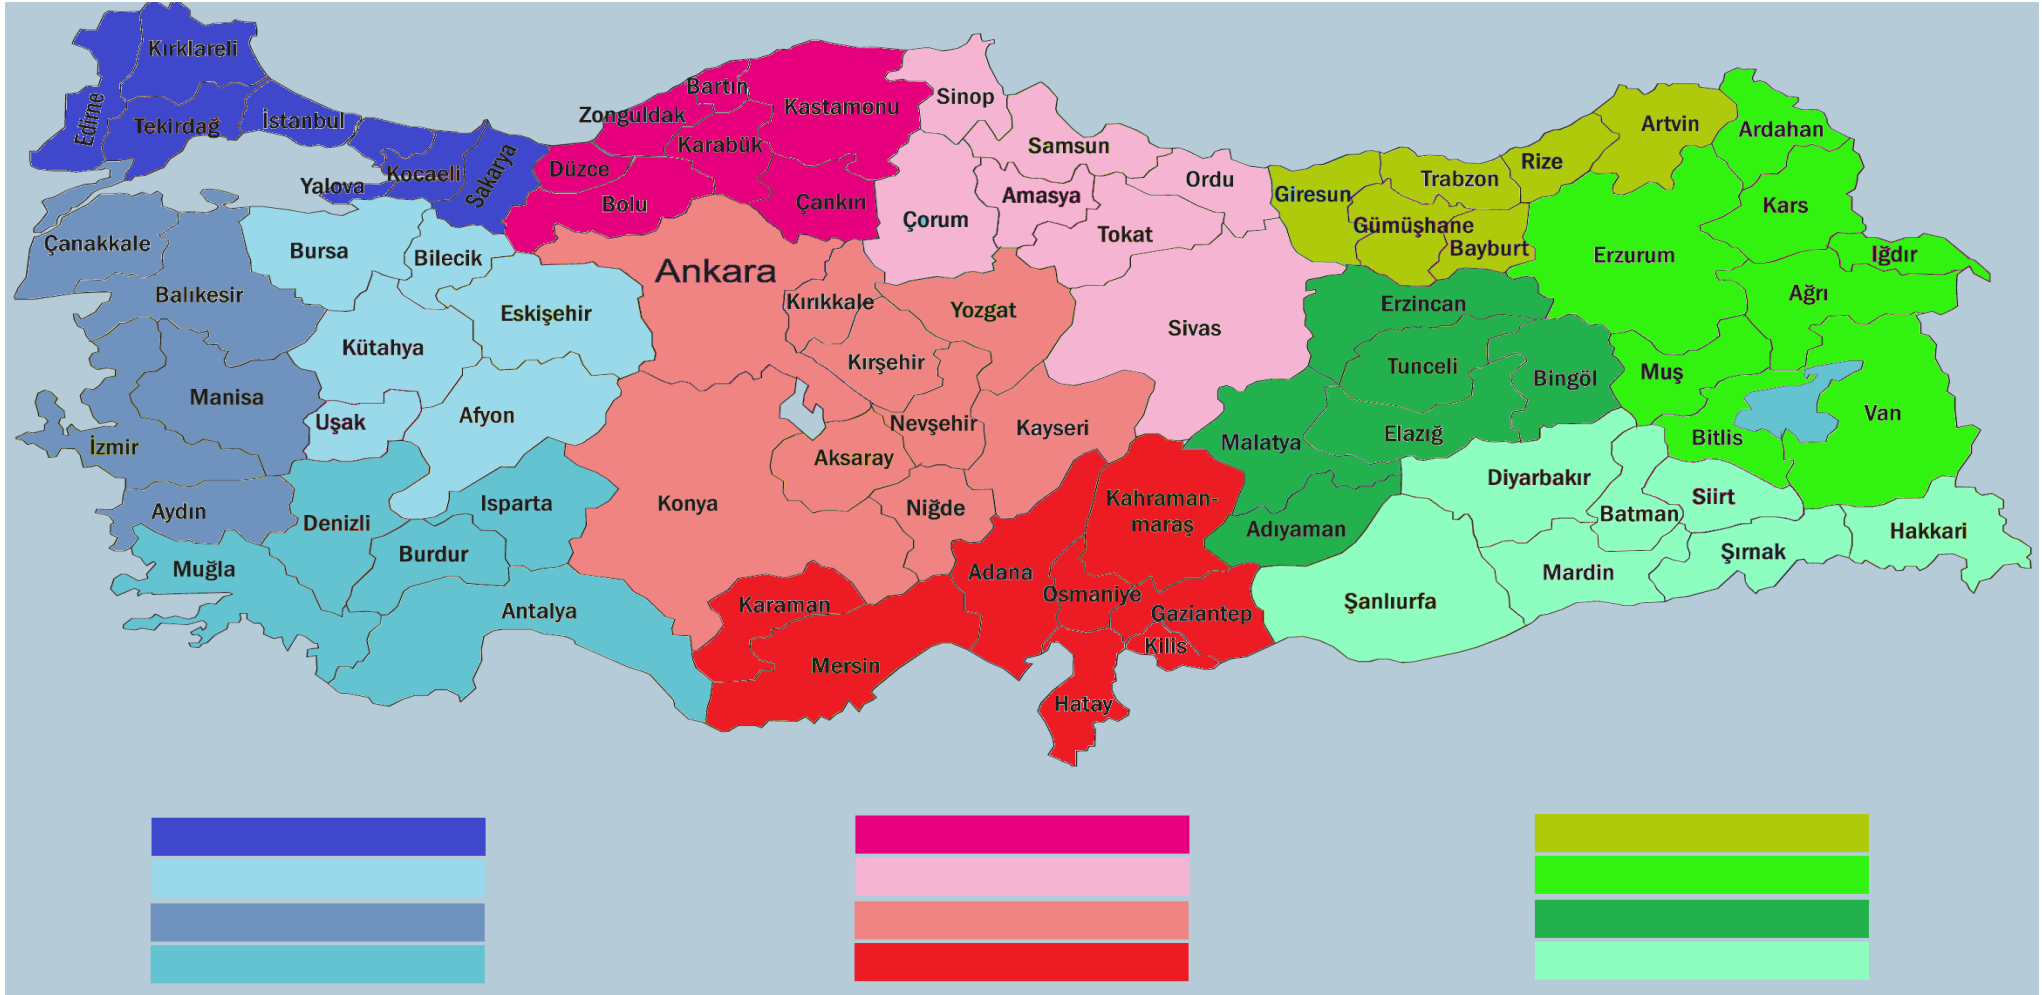 Kırklareli
Edirne
Tekirdağ
İstanbul
Kocaeli
Yalova
Sakarya
Düzce
Zonguldak
Bartın
Karabük
Kastamonu
Bolu
Çankırı
Sinop
Samsun
Çorum
Amasya
Tokat
Ordu
Sivas
Giresun
Trabzon
Rize
Artvin
Gümüşhane
Bayburt
Ardahan
Kars
Iğdır
Erzurum
Ağrı
Muş
Bitlis
Van
Çanakkale
Balıkesir
Manisa
İzmir
Aydın
Bursa
Bilecik
Eskişehir
Kütahya
Uşak
Afyon
Denizli
Isparta
Burdur
Muğla
Antalya
Ankara
Kırıkkale
Yozgat
Kırşehir
Nevşehir
Kayseri
Aksaray
Niğde
Konya
Karaman
Mersin
Adana
Kahraman-
maraş
Osmaniye
Gaziantep
Kilis
Hatay
Erzincan
Tunceli
Bingöl
Elazığ
Malatya
Adıyaman
Diyarbakır
Batman
Siirt
Şırnak
Hakkari
Mardin
Şanlıurfa